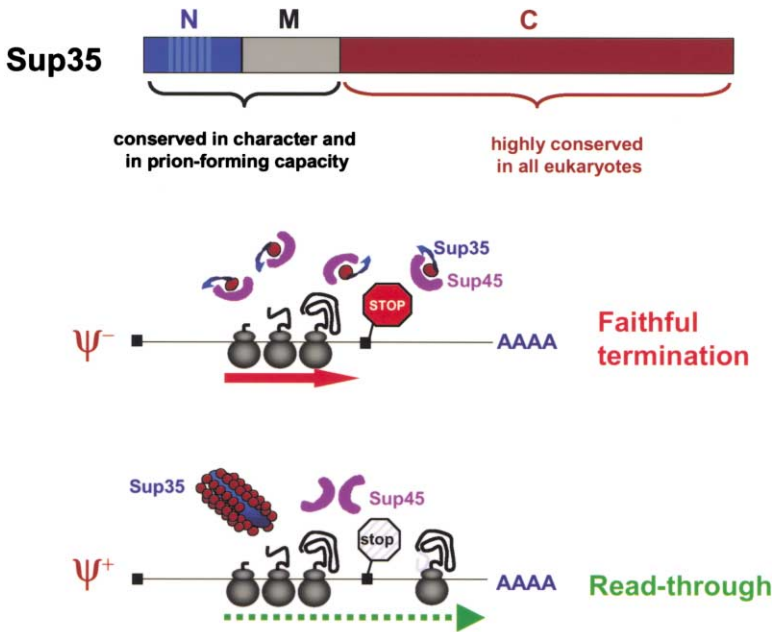 N M C
Sup35
conserved in character and
in prion-forming capacity
highly conserved
in all eukaryotes
Sup35
Sup45
STOP
Ψ⁻
AAAA
Faithful
termination
Sup35
Sup45
stop
Ψ⁺
AAAA
Read-through